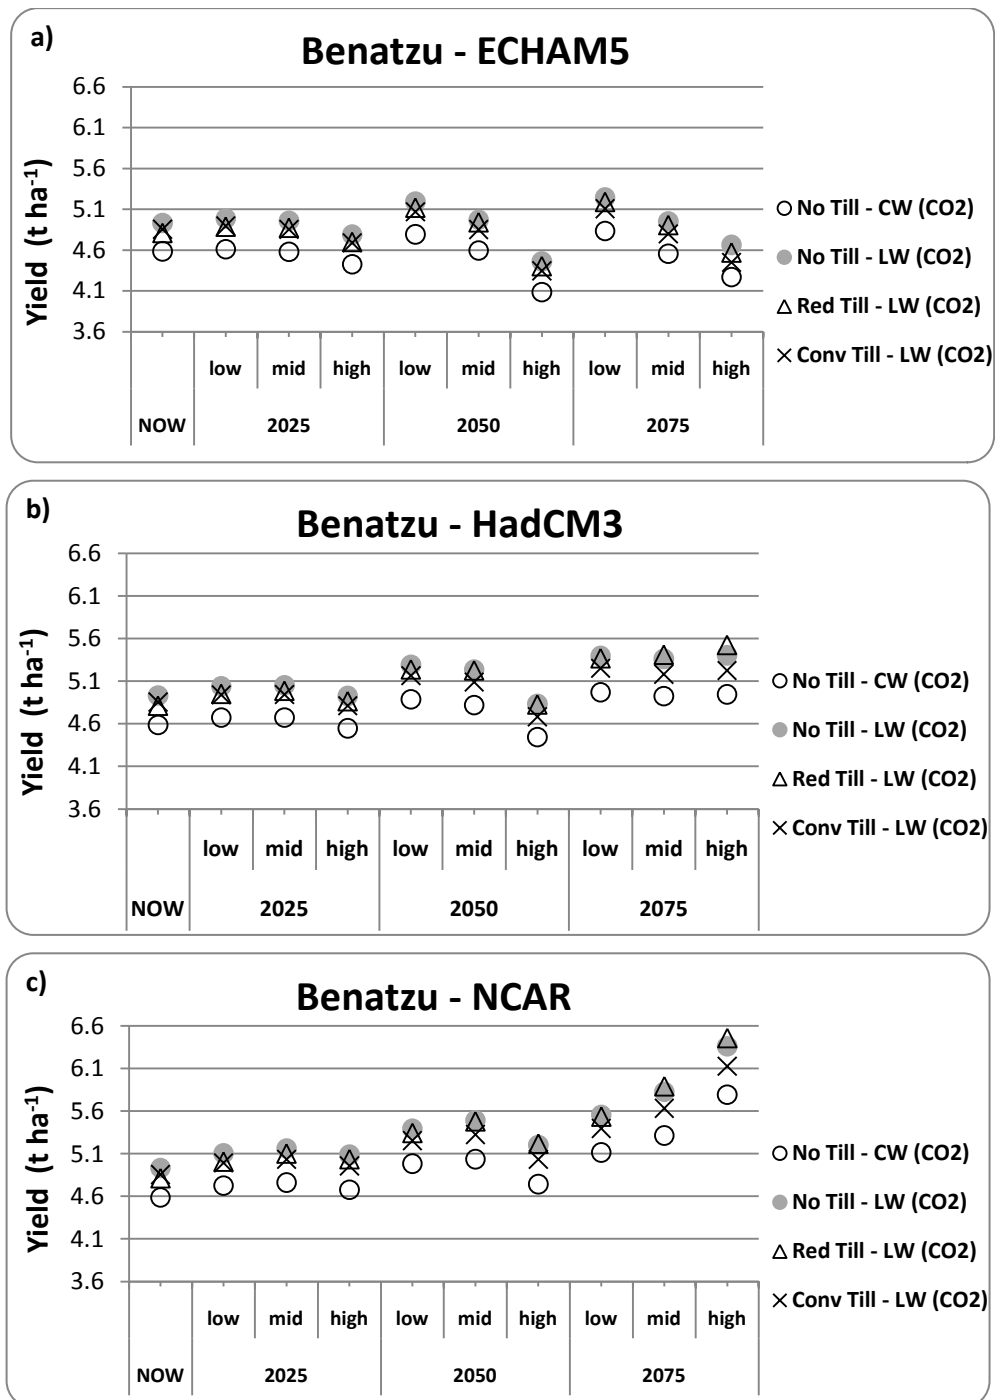 a)
Benatzu - ECHAM5
Yield (t ha-1)
6.6
6.1
5.6
5.1
4.6
4.1
3.6
low mid high low mid high low mid high
NOW 2025 2050 2075
No Till - CW (CO2)
No Till - LW (CO2)
Red Till - LW (CO2)
Conv Till - LW (CO2)
b)
Benatzu - HadCM3
Yield (t ha-1)
6.6
6.1
5.6
5.1
4.6
4.1
3.6
low mid high low mid high low mid high
NOW 2025 2050 2075
No Till - CW (CO2)
No Till - LW (CO2)
Red Till - LW (CO2)
Conv Till - LW (CO2)
c)
Benatzu - NCAR
Yield (t ha-1)
6.6
6.1
5.6
5.1
4.6
4.1
3.6
low mid high low mid high low mid high
NOW 2025 2050 2075
No Till - CW (CO2)
No Till - LW (CO2)
Red Till - LW (CO2)
Conv Till - LW (CO2)